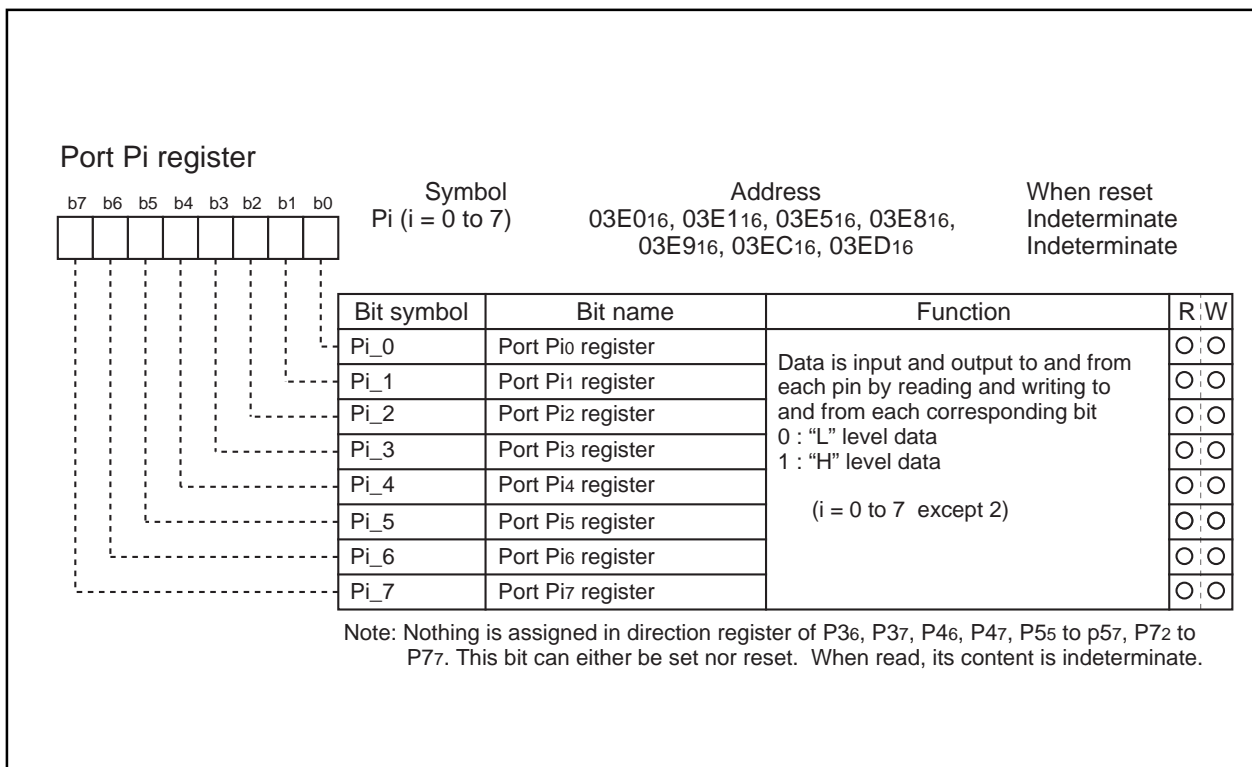 Port Pi register
b7 b6 b5 b4 b3 b2 b1 b0
Symbol Address When reset
Pi (i = 0 to 7) 03E016, 03E116, 03E516, 03E816, Indeterminate
03E916, 03EC16, 03ED16 Indeterminate
Bit symbol Bit name Function R W
Pi_0 Port Pi0 register
Pi_1 Port Pi1 register
Pi_2 Port Pi2 register
Pi_3 Port Pi3 register
Pi_4 Port Pi4 register
Pi_5 Port Pi5 register
Pi_6 Port Pi6 register
Pi_7 Port Pi7 register
Data is input and output to and from
each pin by reading and writing to
and from each corresponding bit
0 : “L” level data
1 : “H” level data
(i = 0 to 7 except 2)
Note: Nothing is assigned in direction register of P36, P37, P46, P47, P55 to p57, P72 to
P77. This bit can either be set nor reset. When read, its content is indeterminate.